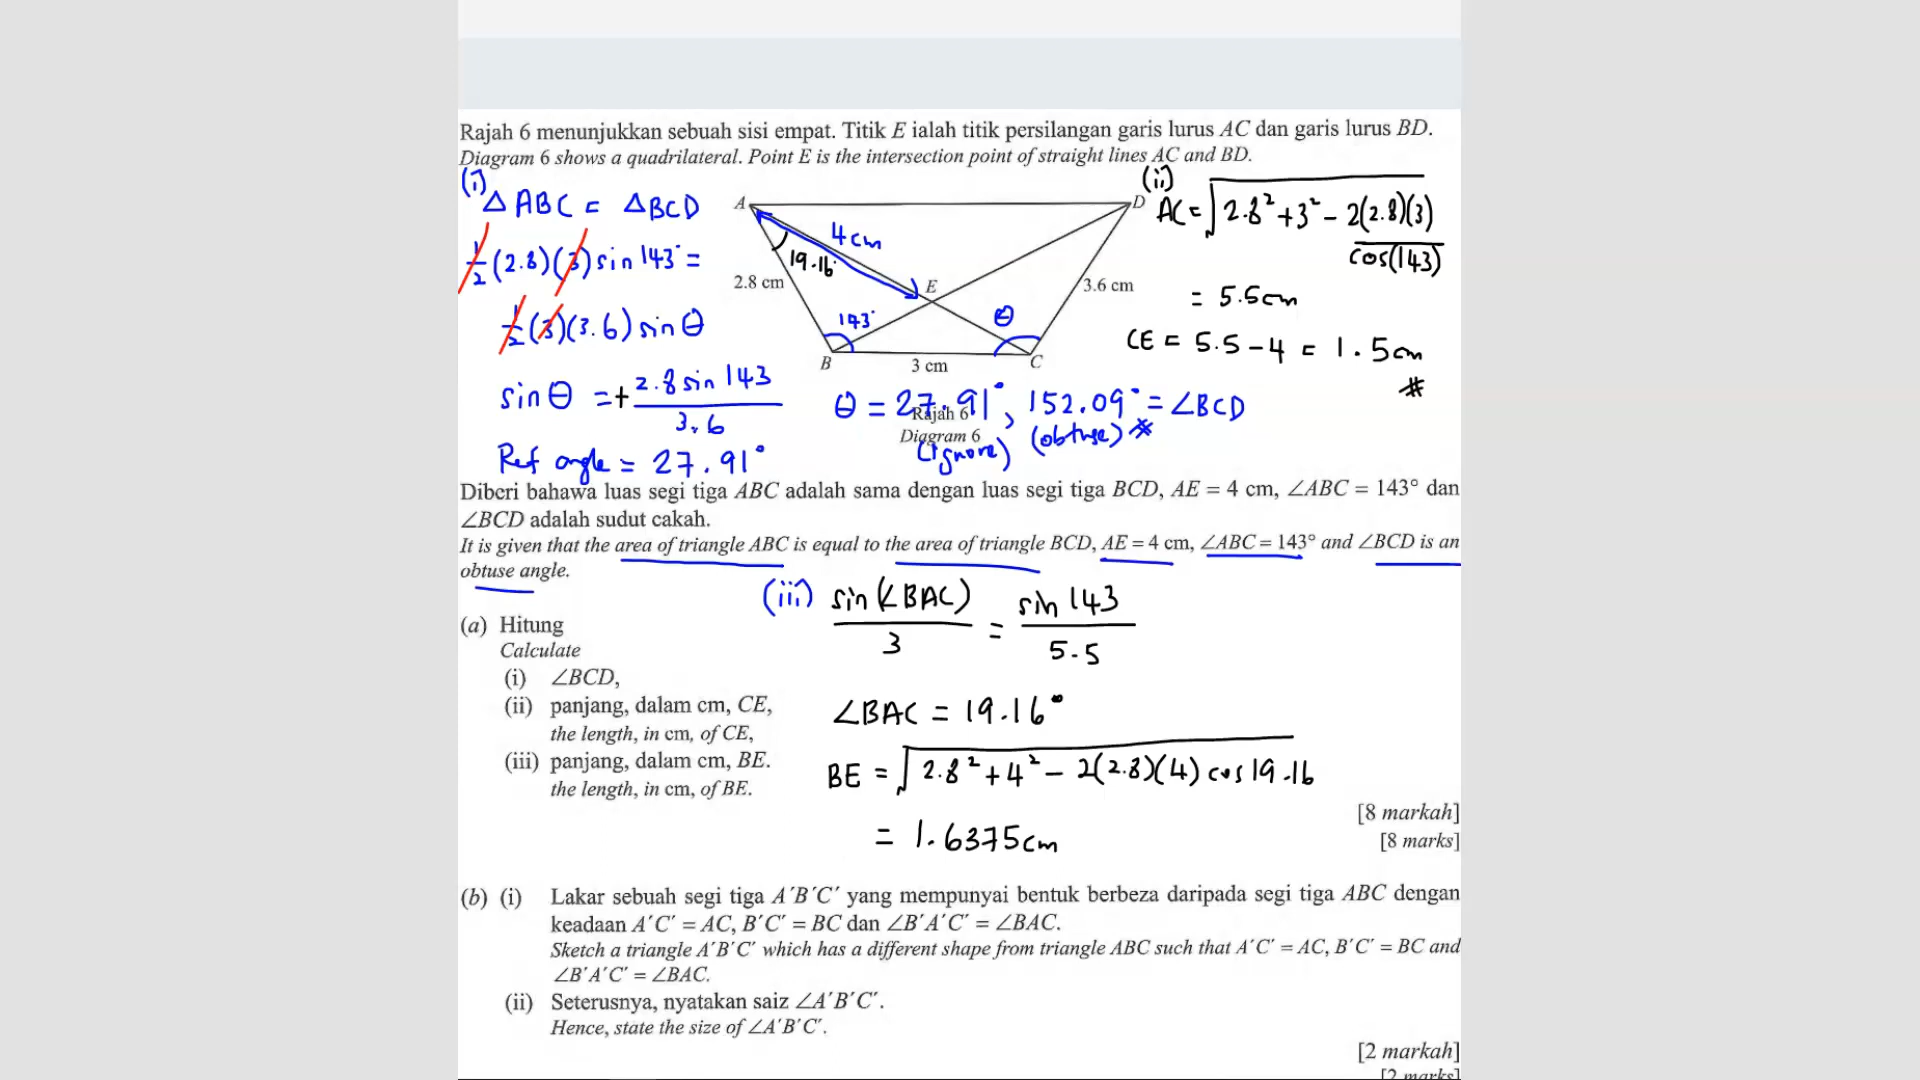 Rajah 6 menunjukkan sebuah sisi empat. Titik E ialah titik persilangan garis lurus AC dan garis lurus BD.
Diagram 6 shows a quadrilateral. Point E is the intersection point of straight lines AC and BD.
(i)
△ ABC = △BCD
½(2.8)(3) sin 143° =
½(3)(3.6) sin θ
sin θ = + 2.8 sin 143 / 3.6
Ref angle = 27.91°
A
D
4cm
19.16°
2.8 cm
E
3.6 cm
143°
θ
B
3 cm
C
(ii)
AC = √2.8² + 3² - 2(2.8)(3)
cos(143)
= 5.5cm
CE = 5.5 - 4 = 1.5cm
#
θ = 27.91°, 152.09° = ∠BCD
Rajah 6
Diagram 6
(ignore) (obtuse) #
Diberi bahawa luas segi tiga ABC adalah sama dengan luas segi tiga BCD, AE = 4 cm, ∠ABC = 143° dan
∠BCD adalah sudut cakah.
It is given that the area of triangle ABC is equal to the area of triangle BCD, AE = 4 cm, ∠ABC = 143° and ∠BCD is an
obtuse angle.
(iii) sin(∠BAC) / 3 = sin 143 / 5.5
∠BAC = 19.16°
BE = √2.8² + 4² - 2(2.8)(4) cos 19.16
= 1.6375cm
(a) Hitung
Calculate
(i) ∠BCD,
(ii) panjang, dalam cm, CE,
the length, in cm, of CE,
(iii) panjang, dalam cm, BE.
the length, in cm, of BE.
[8 markah]
[8 marks]
(b) (i) Lakar sebuah segi tiga A′B′C′ yang mempunyai bentuk berbeza daripada segi tiga ABC dengan
keadaan A′C′ = AC, B′C′ = BC dan ∠B′A′C′ = ∠BAC.
Sketch a triangle A′B′C′ which has a different shape from triangle ABC such that A′C′ = AC, B′C′ = BC and
∠B′A′C′ = ∠BAC.
(ii) Seterusnya, nyatakan saiz ∠A′B′C′.
Hence, state the size of ∠A′B′C′.
[2 markah]
[2 marks]